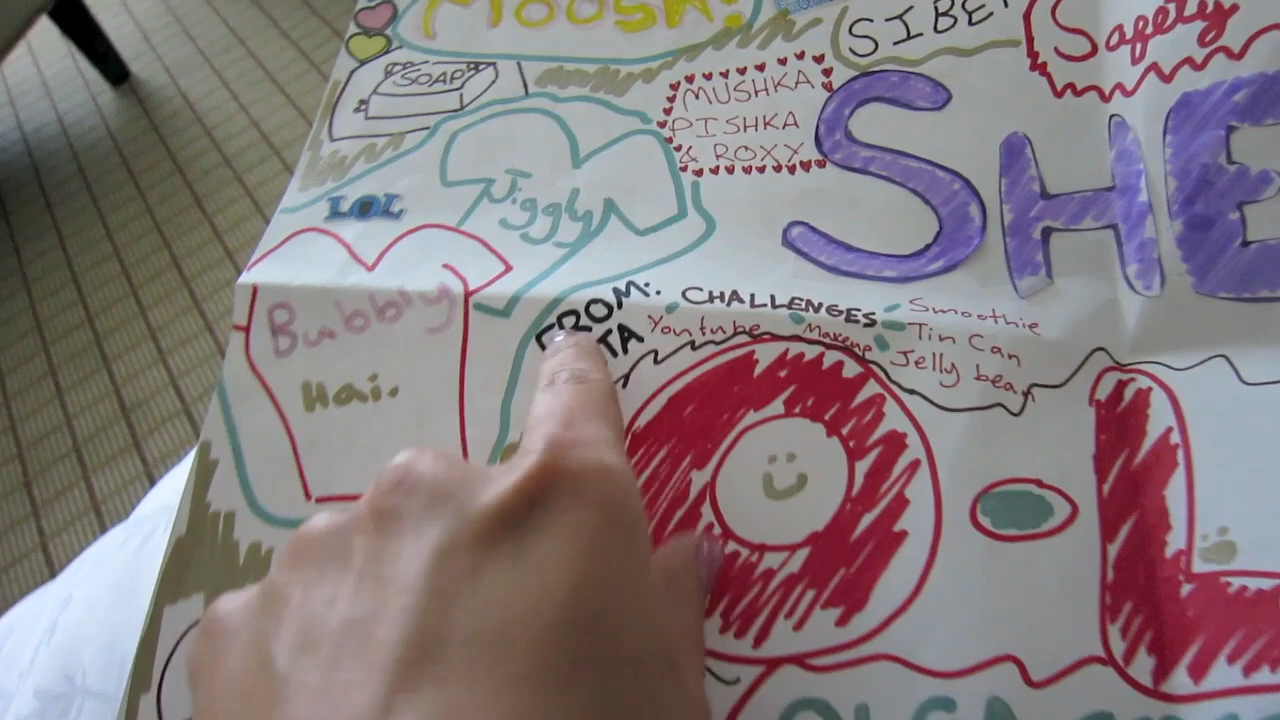 SOAP
MUSHKA
PISHKA
& ROXX
Safety
SHE
LOL
Jiggly
Bubbly
Hai.
FROM:
CHALLENGES
Youtube
Makeup
Smoothie
Tin Can
Jelly bean
O-L